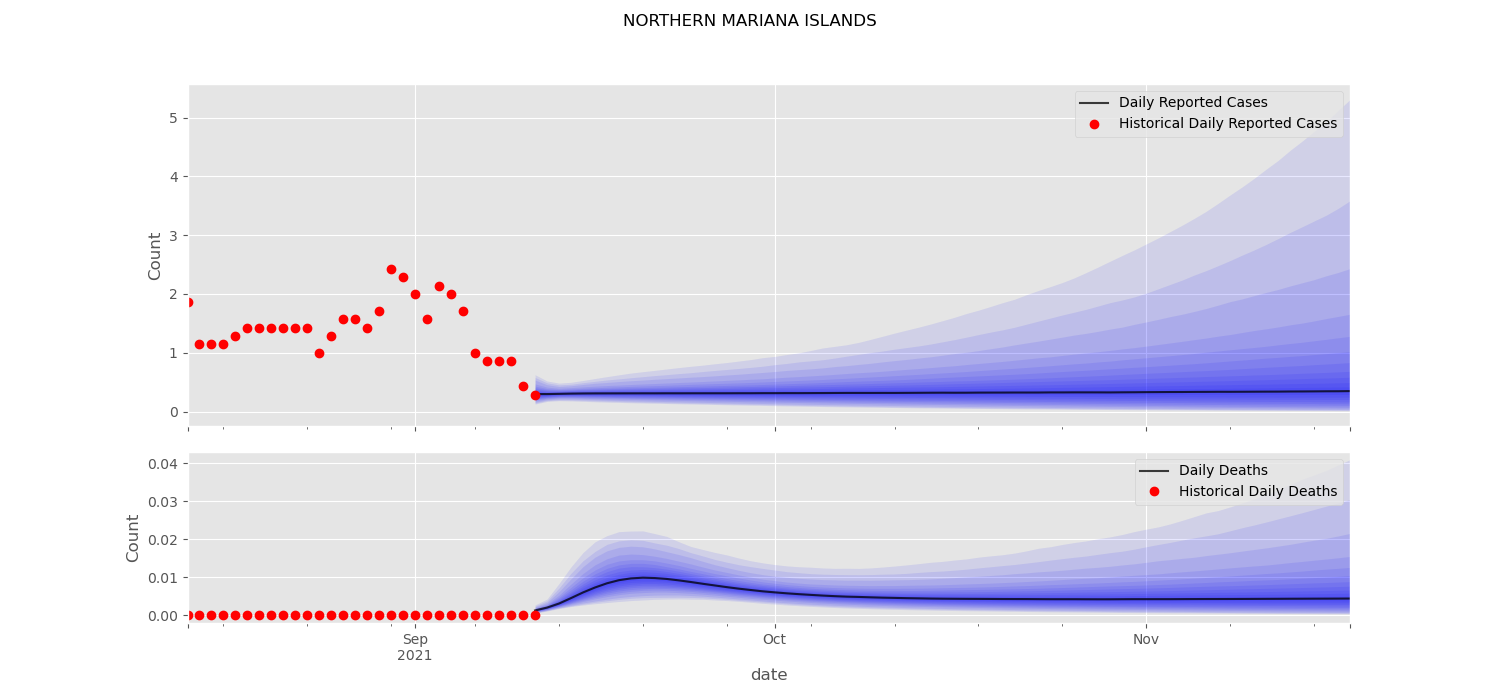 NORTHERN MARIANA ISLANDS
Daily Reported Cases
Historical Daily Reported Cases
5
4
3
2
1
0
Count
Daily Deaths
Historical Daily Deaths
0.04
0.03
0.02
0.01
0.00
Count
Sep
2021
Oct
Nov
date